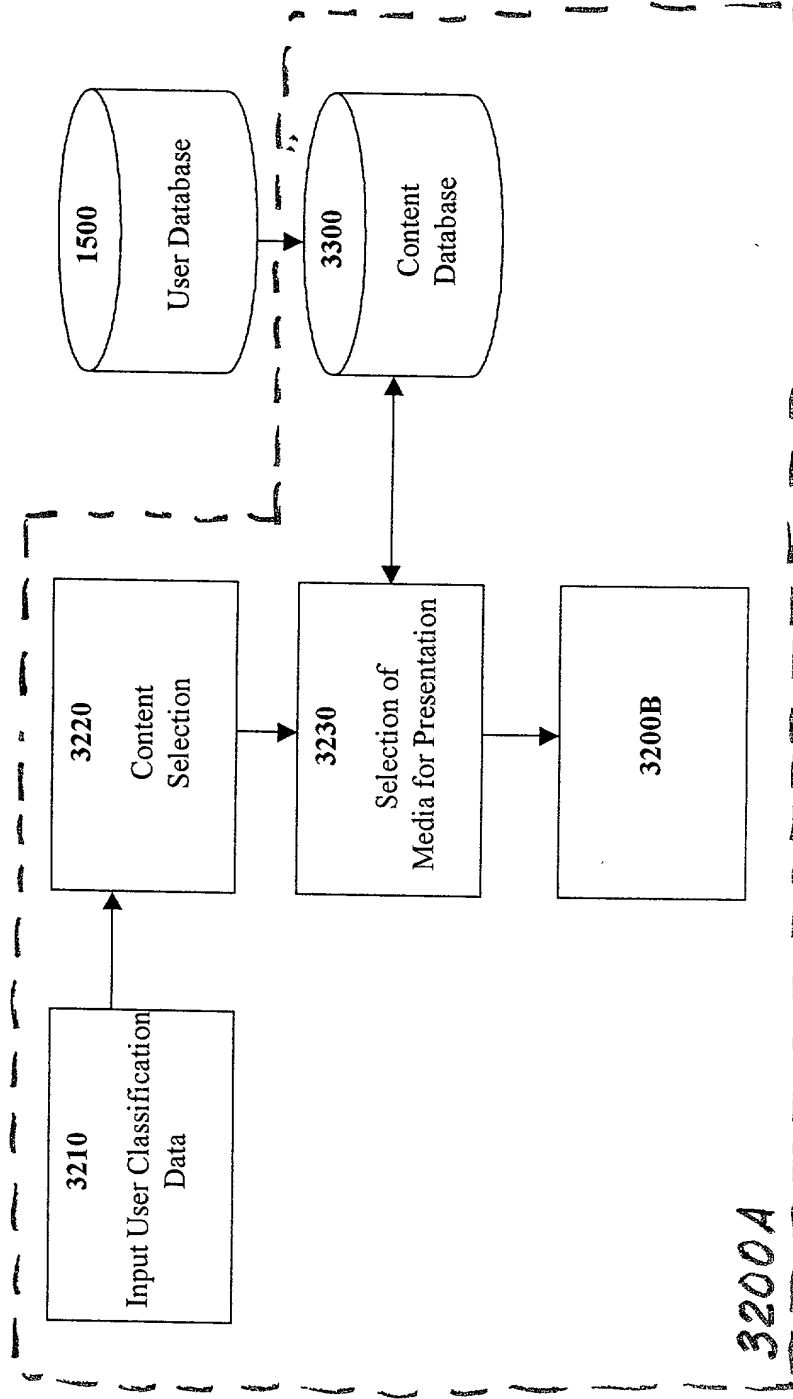 3210
Input User Classification
Data
3220
Content
Selection
3230
Selection of
Media for Presentation
3200B
1500
User Database
3300
Content
Database
3200A